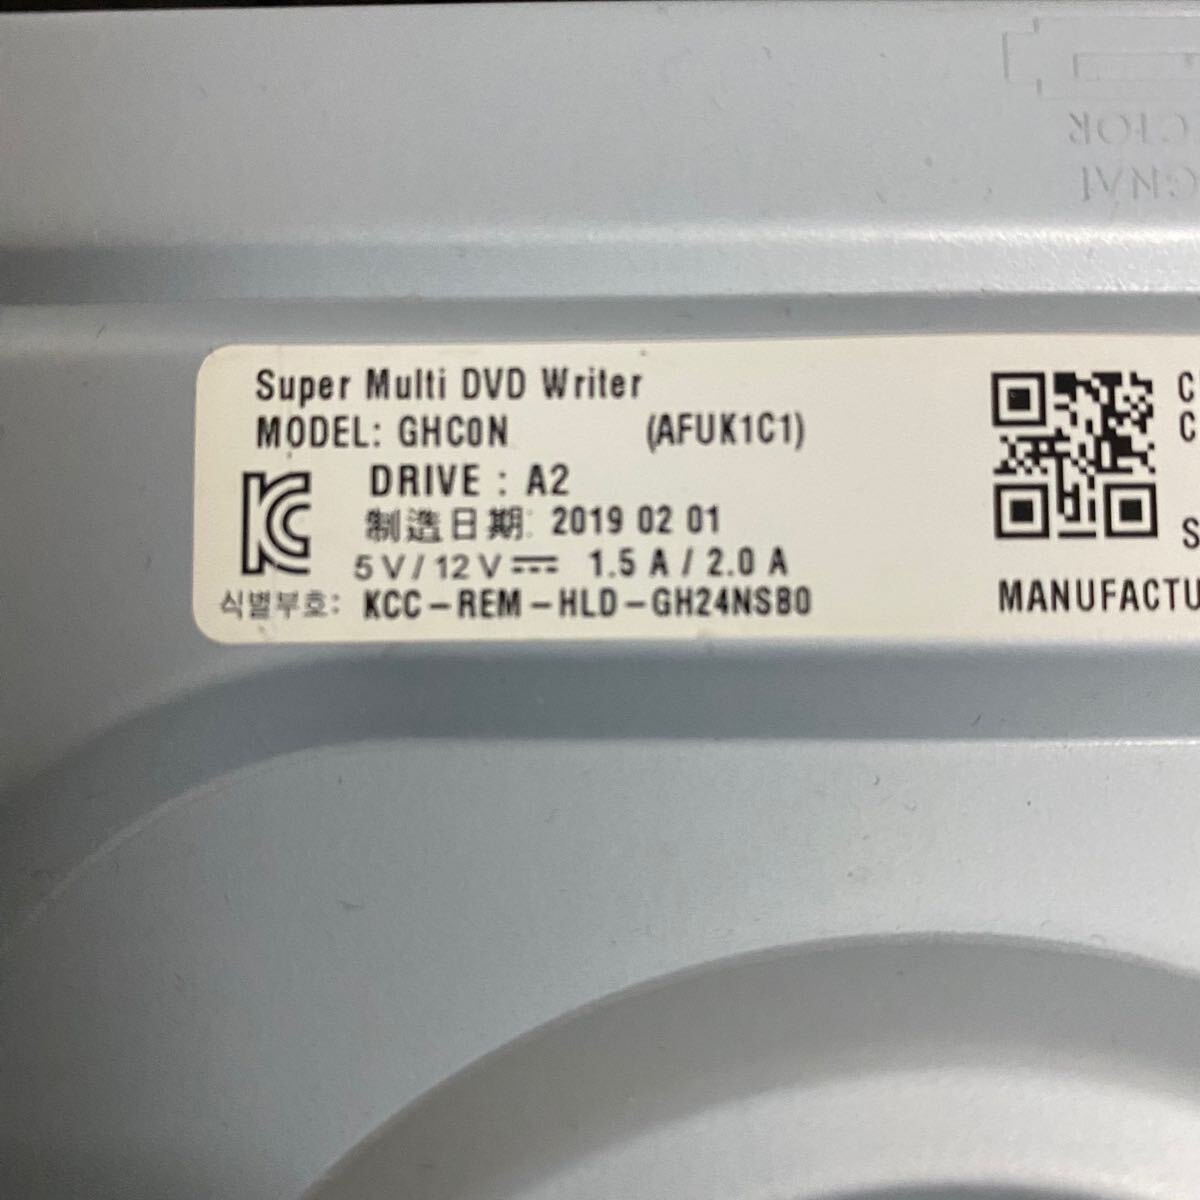 Super Multi DVD Writer
MODEL: GHC0N (AFUK1C1)
DRIVE : A2
制造日期: 2019 02 01
5V/12V⎓ 1.5 A / 2.0 A
식별부호: KCC-REM-HLD-GH24NSB0
C
C
S
MANUFACTU